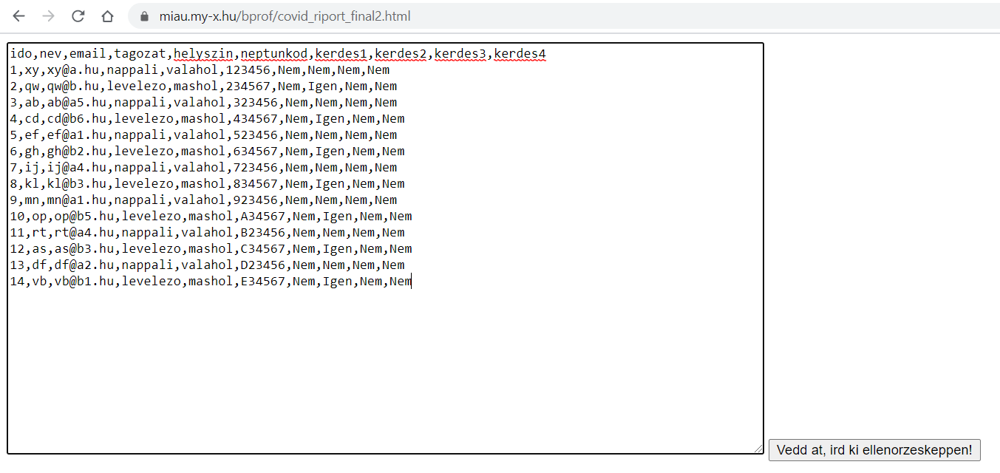 miau.my-x.hu/bprof/covid_riport_final2.html
ido,nev,email,tagozat,helyszin,neptunkod,kerdes1,kerdes2,kerdes3,kerdes4
1,xy,xy@a.hu,nappali,valahol,123456,Nem,Nem,Nem,Nem
2,qw,qw@b.hu,levelezo,mashol,234567,Nem,Igen,Nem,Nem
3,ab,ab@a5.hu,nappali,valahol,323456,Nem,Nem,Nem,Nem
4,cd,cd@b6.hu,levelezo,mashol,434567,Nem,Igen,Nem,Nem
5,ef,ef@a1.hu,nappali,valahol,523456,Nem,Nem,Nem,Nem
6,gh,gh@b2.hu,levelezo,mashol,634567,Nem,Igen,Nem,Nem
7,ij,ij@a4.hu,nappali,valahol,723456,Nem,Nem,Nem,Nem
8,kl,kl@b3.hu,levelezo,mashol,834567,Nem,Igen,Nem,Nem
9,mn,mn@a1.hu,nappali,valahol,923456,Nem,Nem,Nem,Nem
10,op,op@b5.hu,levelezo,mashol,A34567,Nem,Igen,Nem,Nem
11,rt,rt@a4.hu,nappali,valahol,B23456,Nem,Nem,Nem,Nem
12,as,as@b3.hu,levelezo,mashol,C34567,Nem,Igen,Nem,Nem
13,df,df@a2.hu,nappali,valahol,D23456,Nem,Nem,Nem,Nem
14,vb,vb@b1.hu,levelezo,mashol,E34567,Nem,Igen,Nem,Nem
Vedd at, ird ki ellenorzeskeppen!